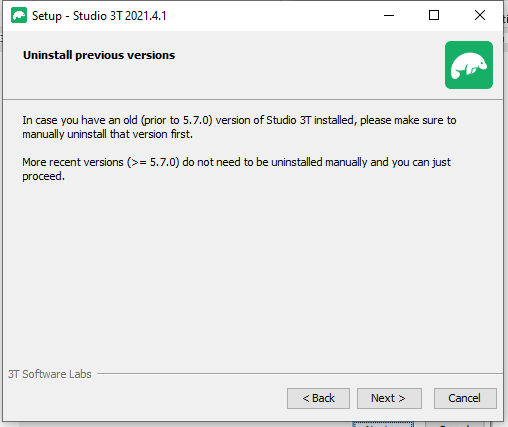 Setup - Studio 3T 2021.4.1
Uninstall previous versions
In case you have an old (prior to 5.7.0) version of Studio 3T installed, please make sure to
manually uninstall that version first.
More recent versions (>= 5.7.0) do not need to be uninstalled manually and you can just
proceed.
3T Software Labs
< Back
Next >
Cancel